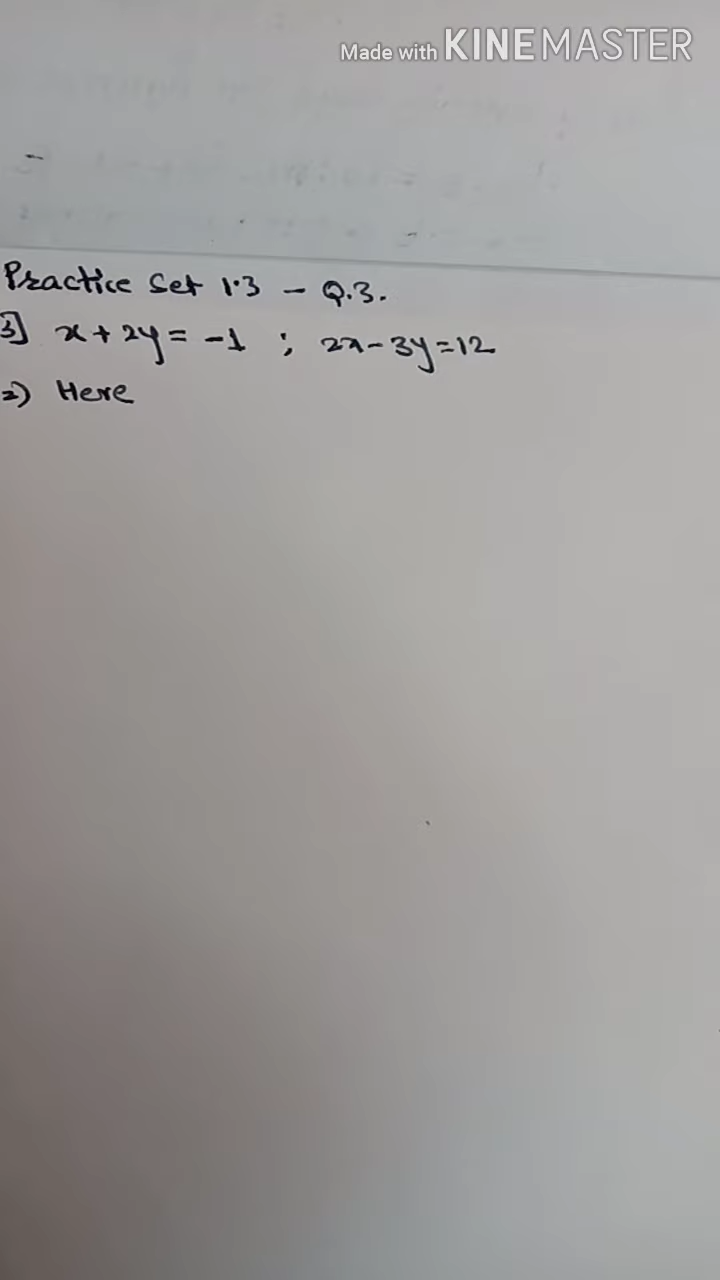 Made with KINEMASTER
Practice Set 1.3 - Q.3.
3] x + 2y = -1 ; 2x - 3y = 12
=) Here